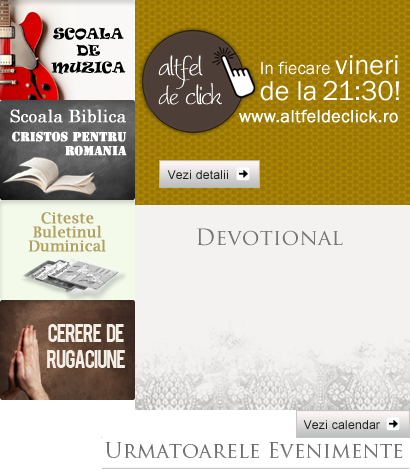 SCOALA
DE
MUZICA
Scoala Biblica
CRISTOS PENTRU
ROMANIA
Citeste
Buletinul
Duminical
CERERE DE
RUGACIUNE
altfel
de click
In fiecare vineri
de la 21:30!
www.altfeldeclick.ro
Vezi detalii
DEVOTIONAL
Vezi calendar
URMATOARELE EVENIMENTE